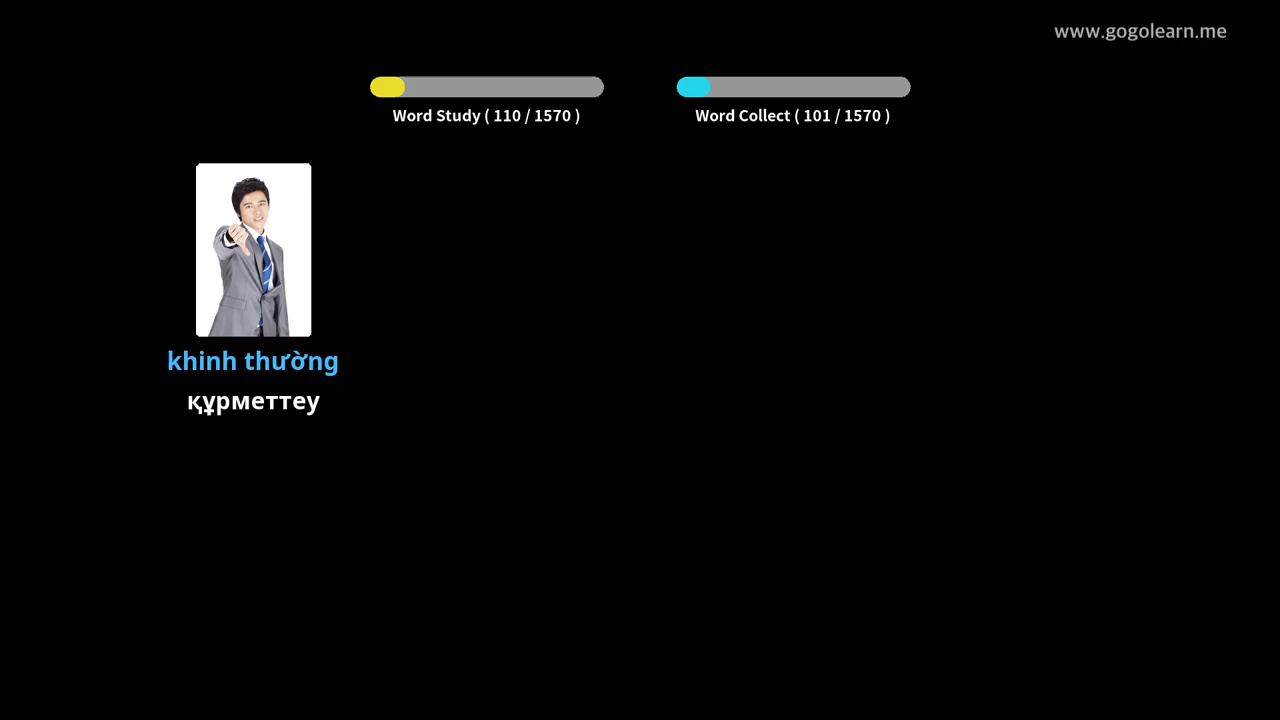 www.gogolearn.me
Word Study ( 110 / 1570 )
Word Collect ( 101 / 1570 )
khinh thường
құрметтеу